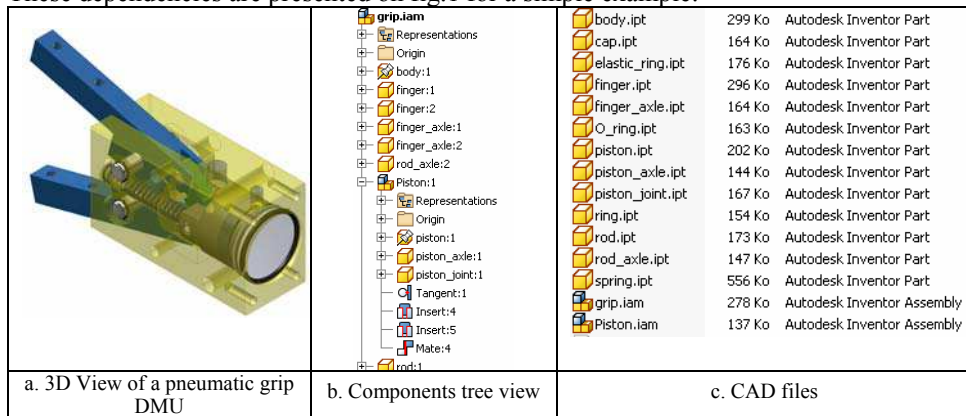 These dependencies are presented on fig.1 for a simple example.
grip.iam
Representations
Origin
body:1
finger:1
finger:2
finger_axle:1
finger_axle:2
rod_axle:2
Piston:1
Representations
Origin
piston:1
piston_axle:1
piston_joint:1
Tangent:1
Insert:4
Insert:5
Mate:4
rod:1
body.ipt 299 Ko Autodesk Inventor Part
cap.ipt 164 Ko Autodesk Inventor Part
elastic_ring.ipt 176 Ko Autodesk Inventor Part
finger.ipt 296 Ko Autodesk Inventor Part
finger_axle.ipt 164 Ko Autodesk Inventor Part
O_ring.ipt 163 Ko Autodesk Inventor Part
piston.ipt 202 Ko Autodesk Inventor Part
piston_axle.ipt 144 Ko Autodesk Inventor Part
piston_joint.ipt 167 Ko Autodesk Inventor Part
ring.ipt 154 Ko Autodesk Inventor Part
rod.ipt 173 Ko Autodesk Inventor Part
rod_axle.ipt 147 Ko Autodesk Inventor Part
spring.ipt 556 Ko Autodesk Inventor Part
grip.iam 278 Ko Autodesk Inventor Assembly
Piston.iam 137 Ko Autodesk Inventor Assembly
a. 3D View of a pneumatic grip
DMU
b. Components tree view
c. CAD files